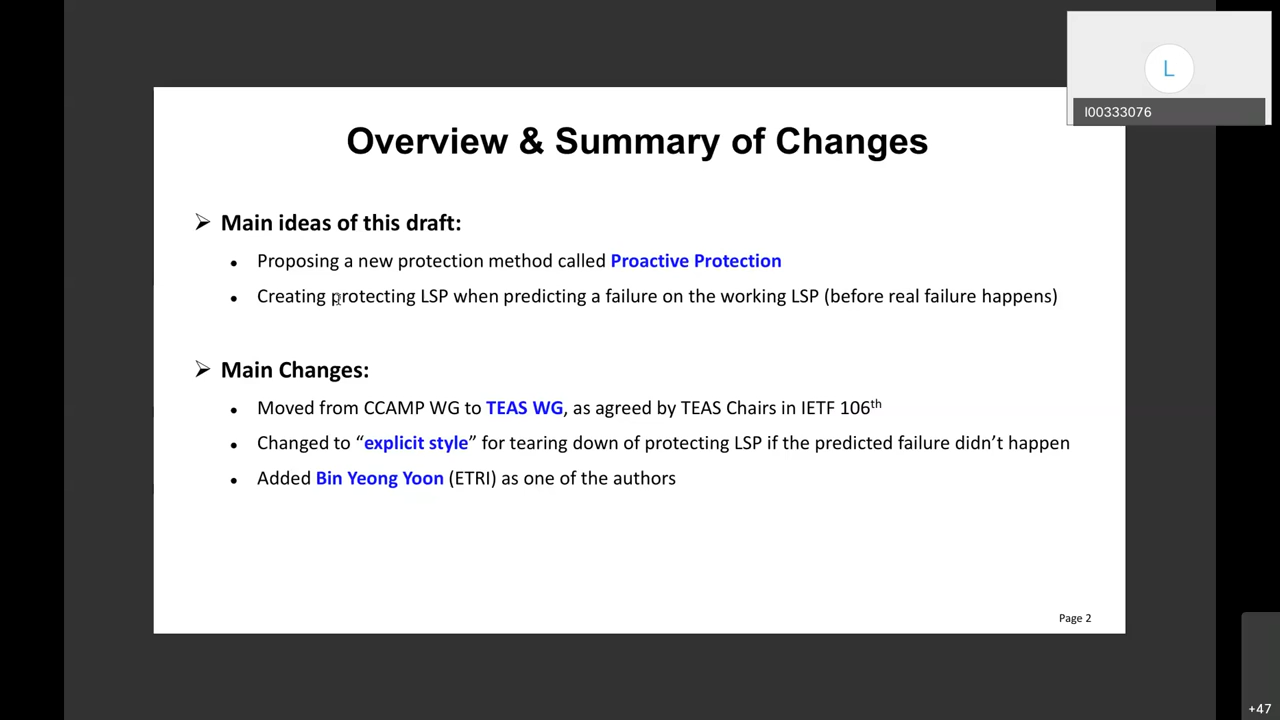 L
l00333076
Overview & Summary of Changes
➢ Main ideas of this draft:
• Proposing a new protection method called Proactive Protection
• Creating protecting LSP when predicting a failure on the working LSP (before real failure happens)
➢ Main Changes:
• Moved from CCAMP WG to TEAS WG, as agreed by TEAS Chairs in IETF 106th
• Changed to “explicit style” for tearing down of protecting LSP if the predicted failure didn’t happen
• Added Bin Yeong Yoon (ETRI) as one of the authors
Page 2
+47